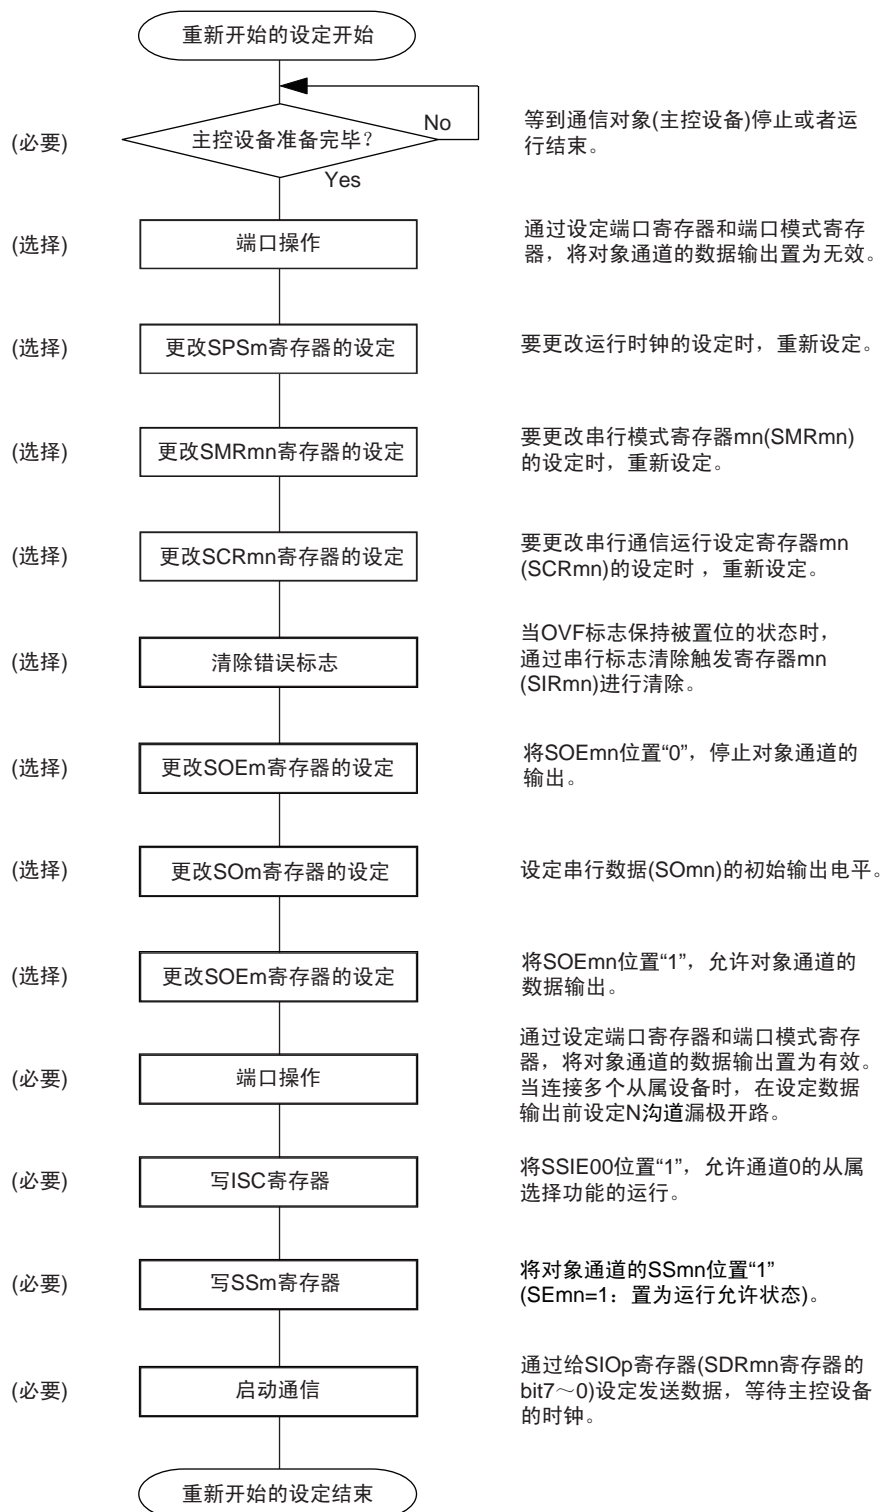 重新开始的设定开始
(必要)
主控设备准备完毕?
No
Yes
等到通信对象(主控设备)停止或者运
行结束。
(选择)
端口操作
通过设定端口寄存器和端口模式寄存
器，将对象通道的数据输出置为无效。
(选择)
更改SPSm寄存器的设定
要更改运行时钟的设定时，重新设定。
(选择)
更改SMRmn寄存器的设定
要更改串行模式寄存器mn(SMRmn)
的设定时，重新设定。
(选择)
更改SCRmn寄存器的设定
要更改串行通信运行设定寄存器mn
(SCRmn)的设定时，重新设定。
(选择)
清除错误标志
当OVF标志保持被置位的状态时，
通过串行标志清除触发寄存器mn
(SIRmn)进行清除。
(选择)
更改SOEm寄存器的设定
将SOEmn位置“0”，停止对象通道的
输出。
(选择)
更改SOm寄存器的设定
设定串行数据(SOmn)的初始输出电平。
(选择)
更改SOEm寄存器的设定
将SOEmn位置“1”，允许对象通道的
数据输出。
(必要)
端口操作
通过设定端口寄存器和端口模式寄存
器，将对象通道的数据输出置为有效。
当连接多个从属设备时，在设定数据
输出前设定N沟道漏极开路。
(必要)
写ISC寄存器
将SSIE00位置“1”，允许通道0的从属
选择功能的运行。
(必要)
写SSm寄存器
将对象通道的SSmn位置“1”
(SEmn=1：置为运行允许状态)。
(必要)
启动通信
通过给SIOp寄存器(SDRmn寄存器的
bit7～0)设定发送数据，等待主控设备
的时钟。
重新开始的设定结束